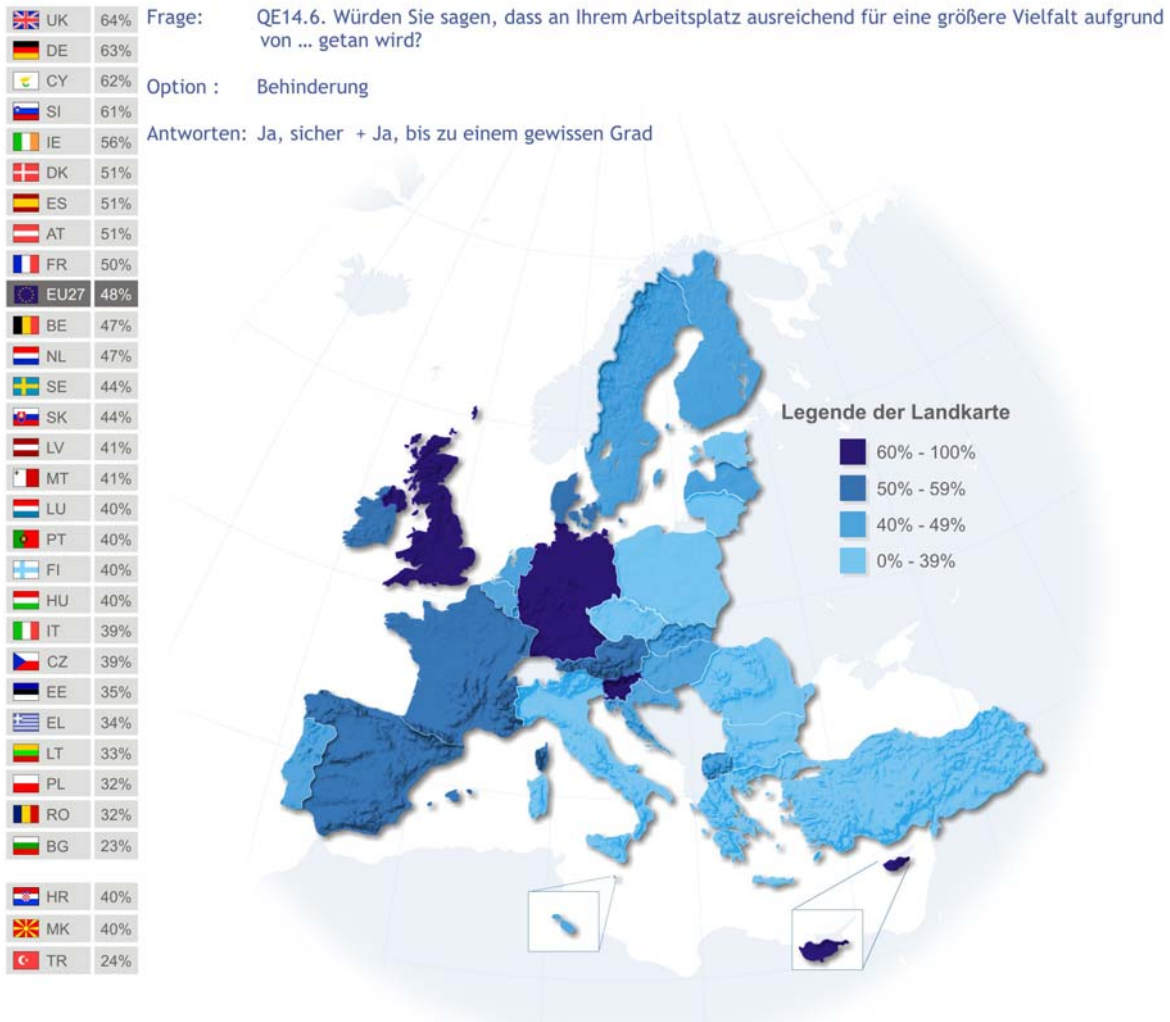 Frage: QE14.6. Würden Sie sagen, dass an Ihrem Arbeitsplatz ausreichend für eine größere Vielfalt aufgrund
von ... getan wird?
Option : Behinderung
Antworten: Ja, sicher + Ja, bis zu einem gewissen Grad
UK 64%
DE 63%
CY 62%
SI 61%
IE 56%
DK 51%
ES 51%
AT 51%
FR 50%
EU27 48%
BE 47%
NL 47%
SE 44%
SK 44%
LV 41%
MT 41%
LU 40%
PT 40%
FI 40%
HU 40%
IT 39%
CZ 39%
EE 35%
EL 34%
LT 33%
PL 32%
RO 32%
BG 23%
HR 40%
MK 40%
TR 24%
Legende der Landkarte
60% - 100%
50% - 59%
40% - 49%
0% - 39%